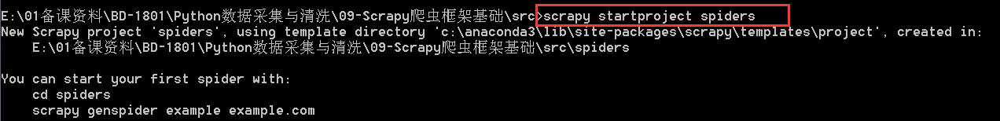 E:\01备课资料\BD-1801\Python数据采集与清洗\09-Scrapy爬虫框架基础\src>scrapy startproject spiders
New Scrapy project 'spiders', using template directory 'c:\anaconda3\lib\site-packages\scrapy\templates\project', created in:
    E:\01备课资料\BD-1801\Python数据采集与清洗\09-Scrapy爬虫框架基础\src\spiders
You can start your first spider with:
    cd spiders
    scrapy genspider example example.com